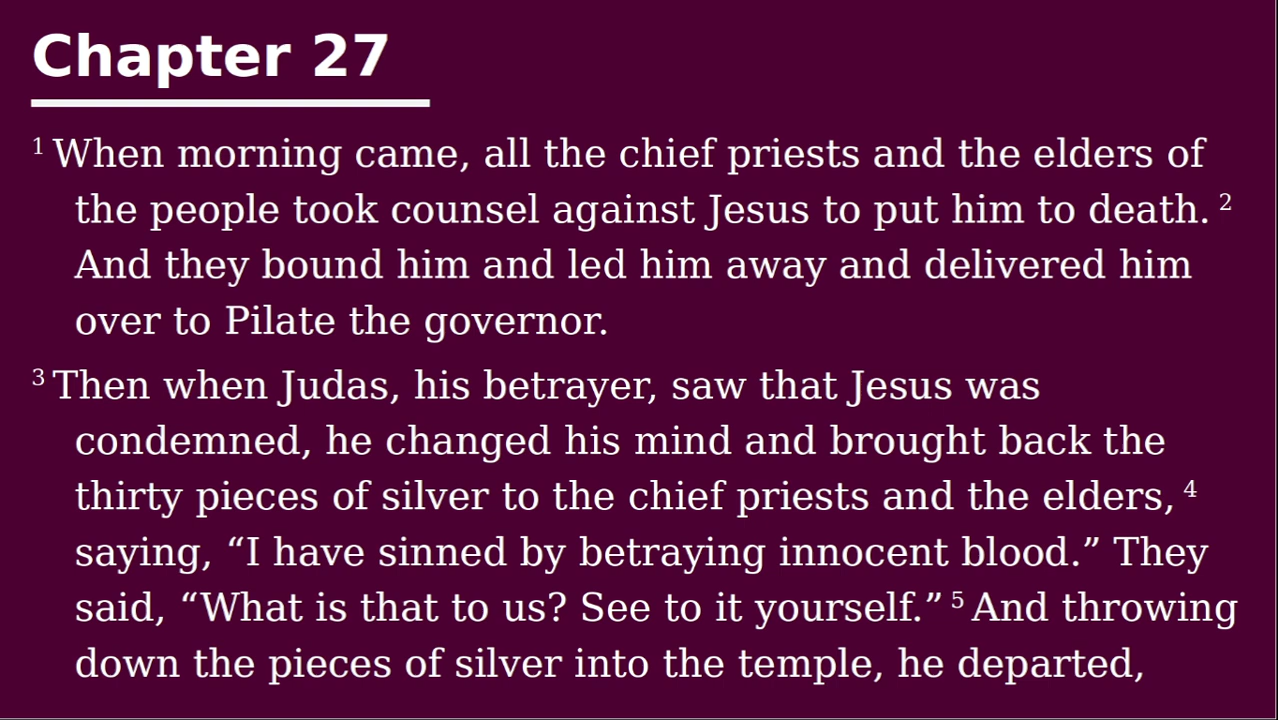 Chapter 27
1 When morning came, all the chief priests and the elders of
the people took counsel against Jesus to put him to death. 2
And they bound him and led him away and delivered him
over to Pilate the governor.
3 Then when Judas, his betrayer, saw that Jesus was
condemned, he changed his mind and brought back the
thirty pieces of silver to the chief priests and the elders, 4
saying, “I have sinned by betraying innocent blood.” They
said, “What is that to us? See to it yourself.” 5 And throwing
down the pieces of silver into the temple, he departed,